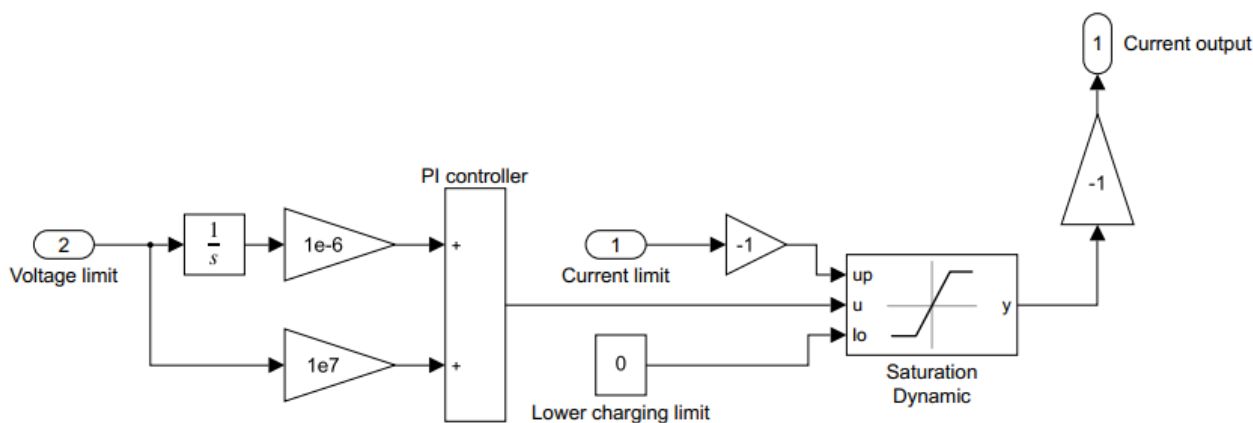 1
Current output
-1
PI controller
2
Voltage limit
1
s
1e-6
+
1
Current limit
-1
up
u
lo
y
1e7
+
0
Lower charging limit
Saturation
Dynamic